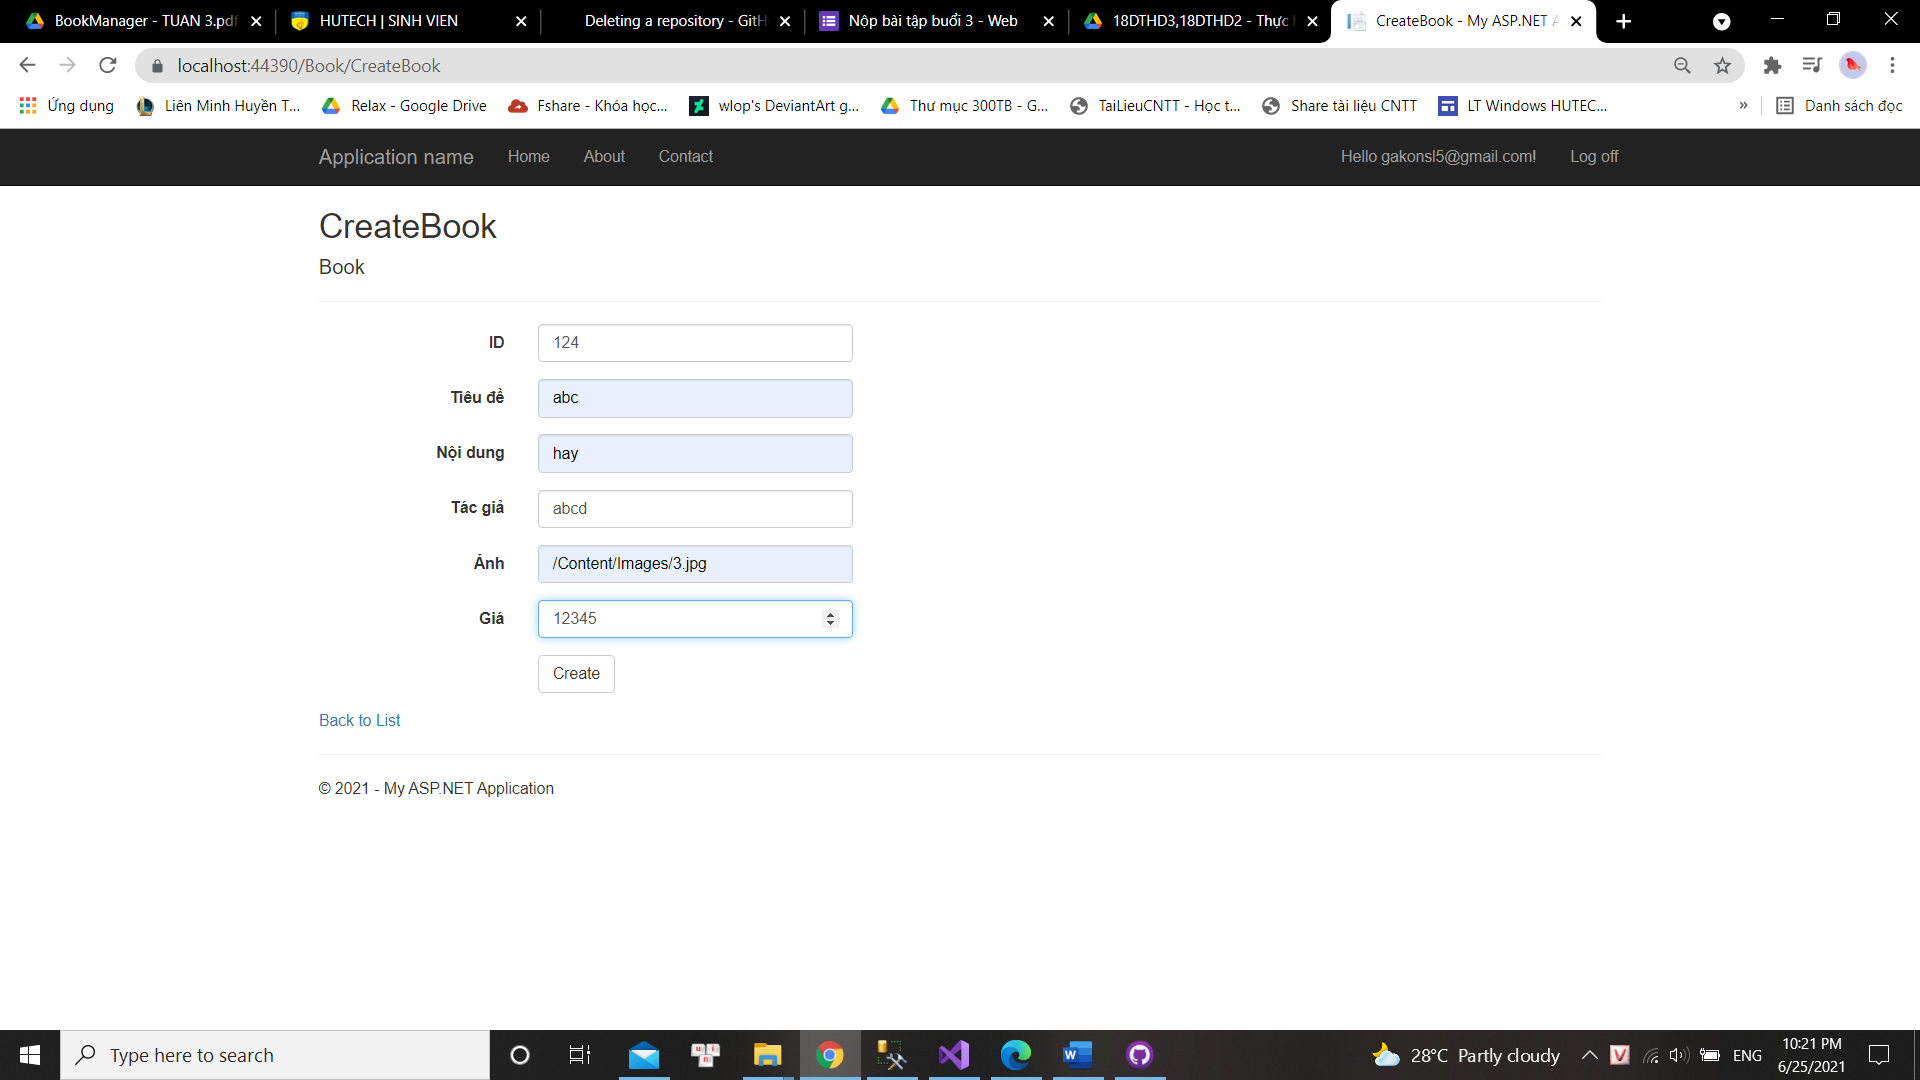 BookManager - TUAN 3.pdf
HUTECH | SINH VIEN
Deleting a repository - GitH
Nộp bài tập buổi 3 - Web
18DTHD3,18DTHD2 - Thực
CreateBook - My ASP.NET A
localhost:44390/Book/CreateBook
Ứng dụng
Liên Minh Huyền T...
Relax - Google Drive
Fshare - Khóa học...
wlop's DeviantArt g...
Thư mục 300TB - G...
TaiLieuCNTT - Học t...
Share tài liệu CNTT
LT Windows HUTEC...
»
Danh sách đọc
Application name
Home
About
Contact
Hello gakonsl5@gmail.com!
Log off
CreateBook
Book
ID
124
Tiêu đề
abc
Nội dung
hay
Tác giả
abcd
Ảnh
/Content/Images/3.jpg
Giá
12345
Create
Back to List
© 2021 - My ASP.NET Application
Type here to search
28°C Partly cloudy
ENG
10:21 PM
6/25/2021